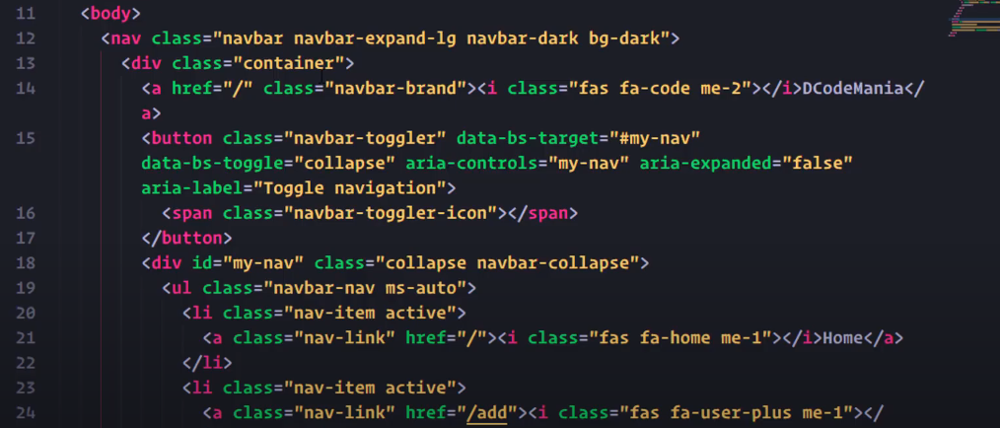 11 <body>
12 <nav class="navbar navbar-expand-lg navbar-dark bg-dark">
13 <div class="container">
14 <a href="/" class="navbar-brand"><i class="fas fa-code me-2"></i>DCodeMania</
a>
15 <button class="navbar-toggler" data-bs-target="#my-nav"
data-bs-toggle="collapse" aria-controls="my-nav" aria-expanded="false"
aria-label="Toggle navigation">
16 <span class="navbar-toggler-icon"></span>
17 </button>
18 <div id="my-nav" class="collapse navbar-collapse">
19 <ul class="navbar-nav ms-auto">
20 <li class="nav-item active">
21 <a class="nav-link" href="/"><i class="fas fa-home me-1"></i>Home</a>
22 </li>
23 <li class="nav-item active">
24 <a class="nav-link" href="/add"><i class="fas fa-user-plus me-1"></